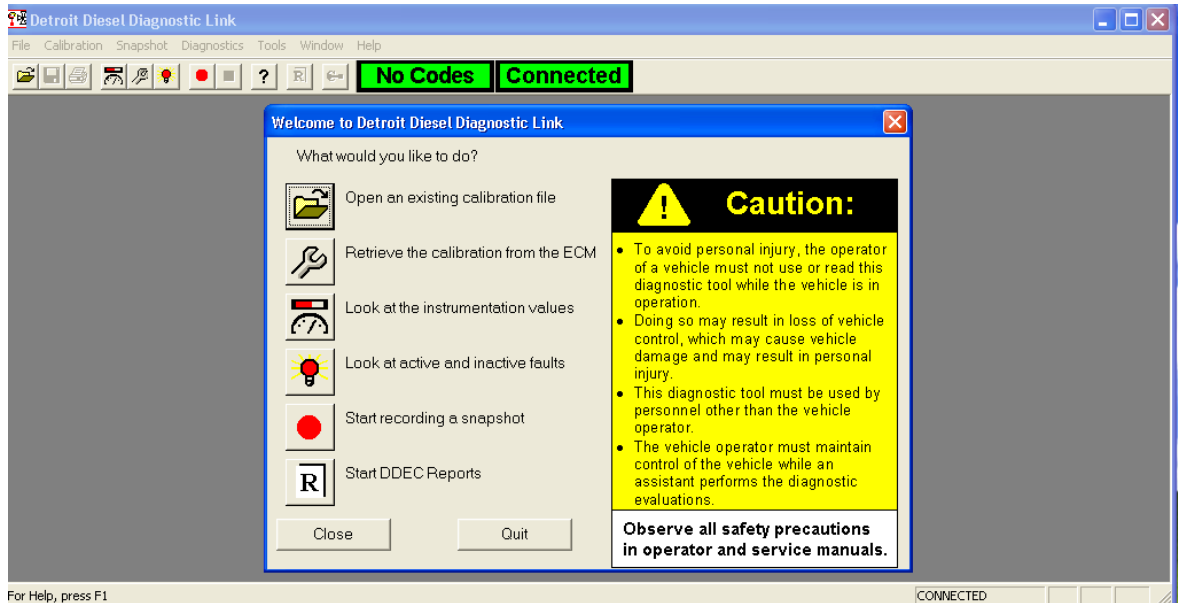 Detroit Diesel Diagnostic Link
File Calibration Snapshot Diagnostics Tools Window Help
? R No Codes Connected
Welcome to Detroit Diesel Diagnostic Link
What would you like to do?
Open an existing calibration file
Retrieve the calibration from the ECM
Look at the instrumentation values
Look at active and inactive faults
Start recording a snapshot
R Start DDEC Reports
Close Quit
! Caution:
• To avoid personal injury, the operator
of a vehicle must not use or read this
diagnostic tool while the vehicle is in
operation.
• Doing so may result in loss of vehicle
control, which may cause vehicle
damage and may result in personal
injury.
• This diagnostic tool must be used by
personnel other than the vehicle
operator.
• The vehicle operator must maintain
control of the vehicle while an
assistant performs the diagnostic
evaluations.
Observe all safety precautions
in operator and service manuals.
For Help, press F1 CONNECTED